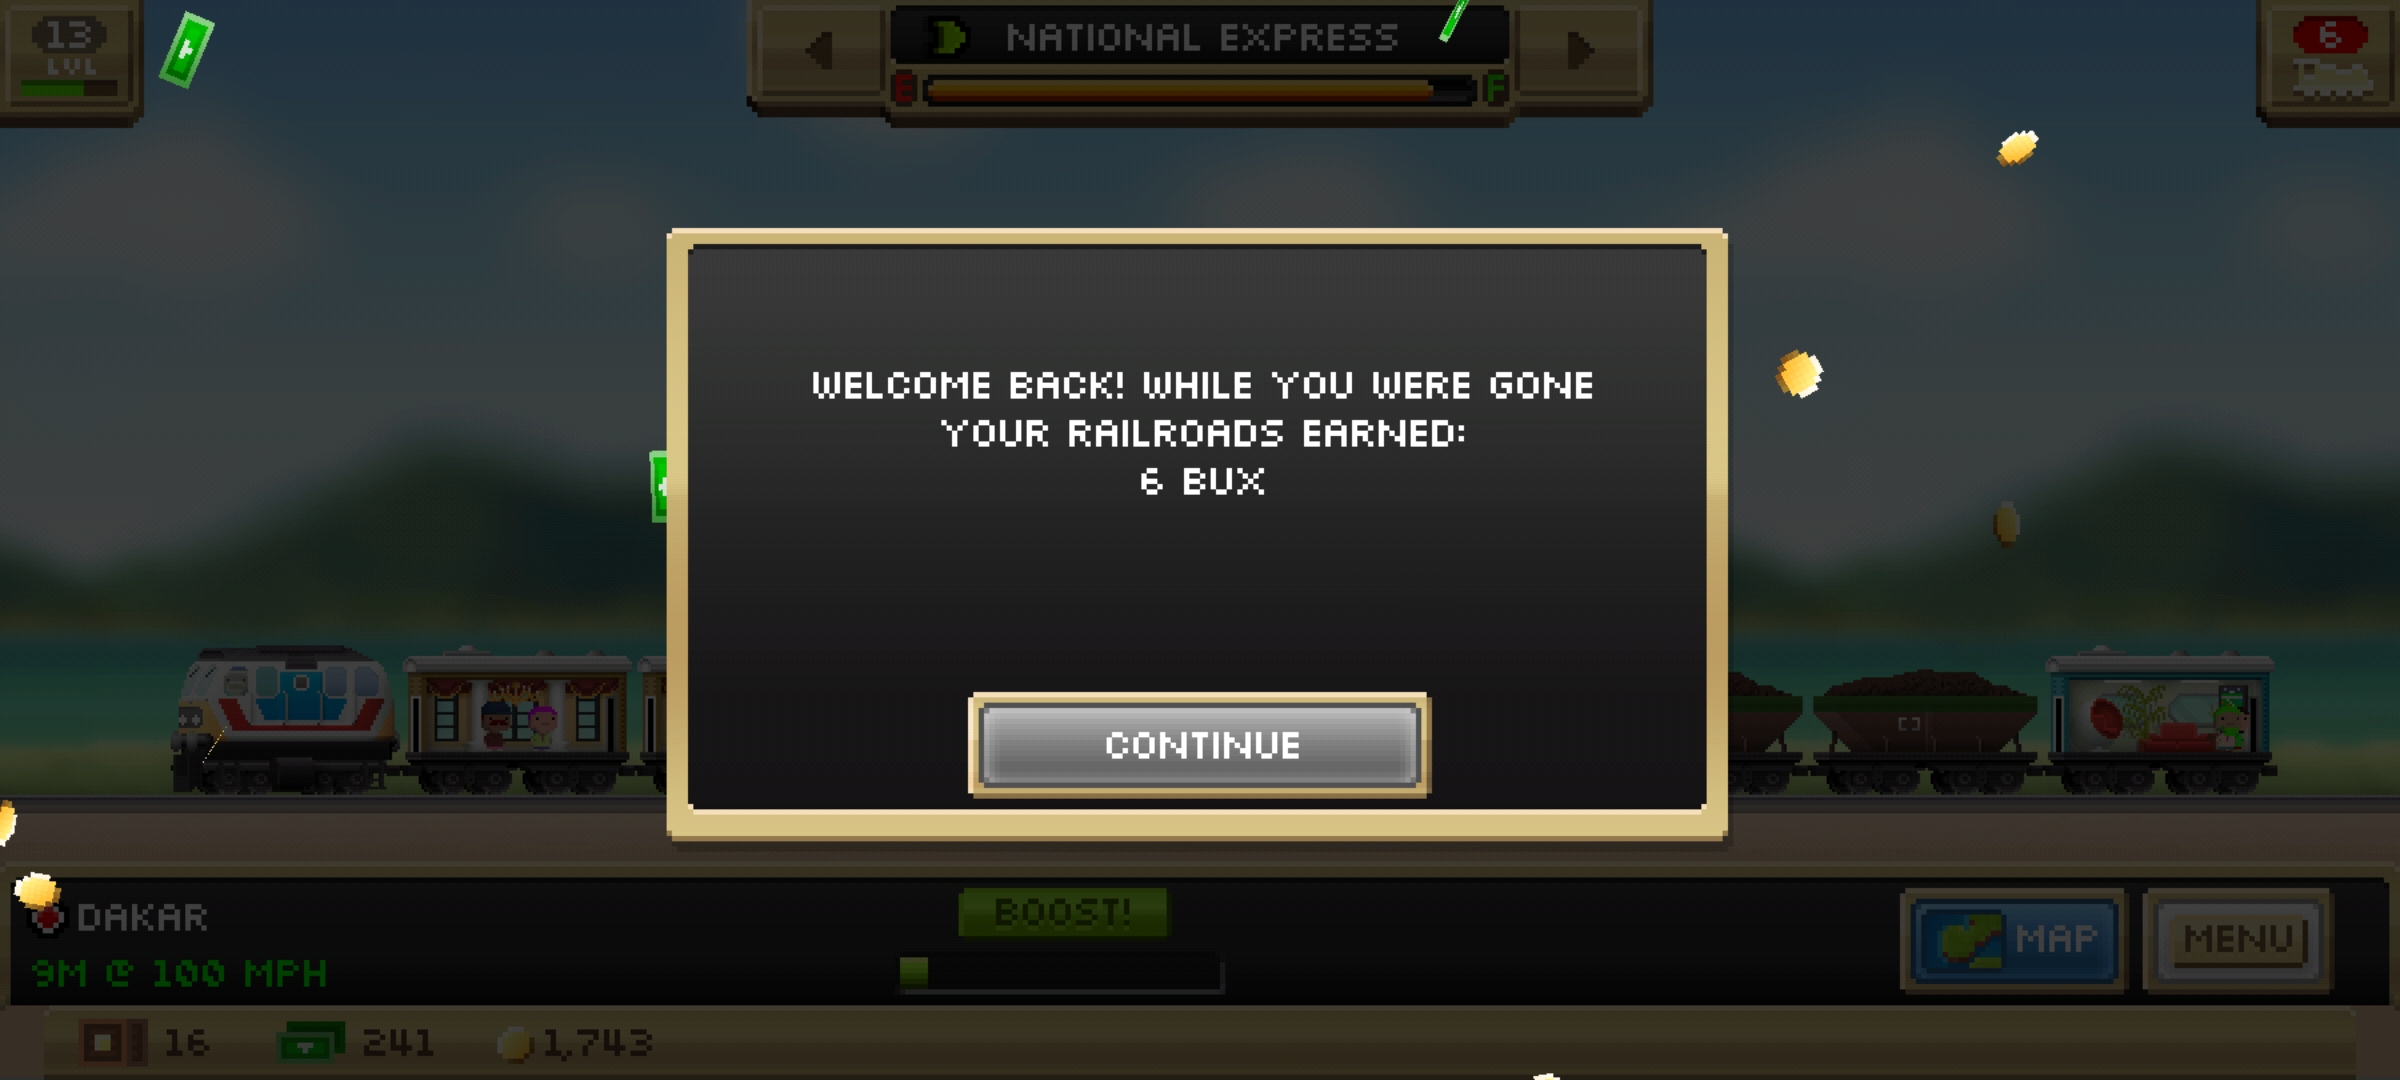 13
LVL
NATIONAL EXPRESS
E
F
6
WELCOME BACK! WHILE YOU WERE GONE
YOUR RAILROADS EARNED:
6 BUX
CONTINUE
DAKAR
9M @ 100 MPH
BOOST!
MAP
MENU
16
241
1,743